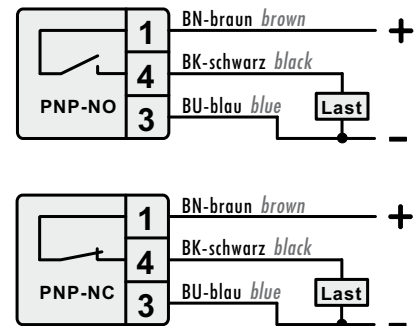 1 BN-braun brown +
4 BK-schwarz black
PNP-NO
3 BU-blau blue Last
–
1 BN-braun brown +
4 BK-schwarz black
PNP-NC
3 BU-blau blue Last
–